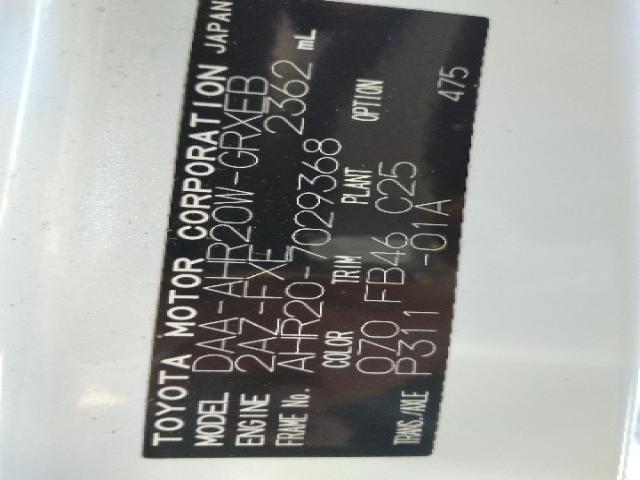 TOYOTA MOTOR CORPORATION JAPAN
MODEL DAA-AHR20W-GRXEB
ENGINE 2AZ-FXE 2362 mL
FRAME No. AHR20-7029368
COLOR TRIM PLANT OPTION
070 FB46 C25 475
TRANS./AXLE P311 -01A